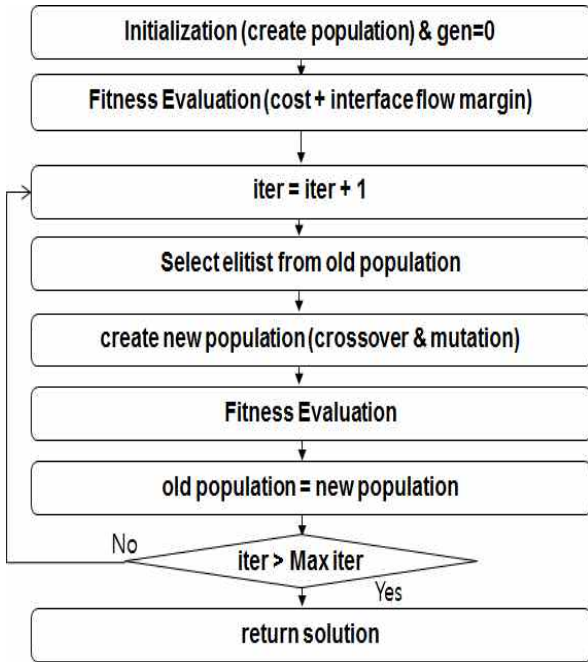 Initialization (create population) & gen=0
Fitness Evaluation (cost + interface flow margin)
iter = iter + 1
Select elitist from old population
create new population (crossover & mutation)
Fitness Evaluation
old population = new population
No
iter > Max iter
Yes
return solution